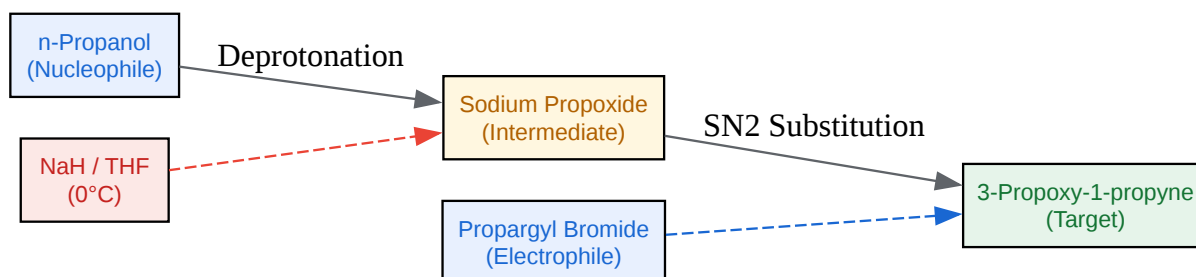 n-Propanol
(Nucleophile)
Deprotonation
NaH / THF
(0°C)
Sodium Propoxide
(Intermediate)
SN2 Substitution
Propargyl Bromide
(Electrophile)
3-Propoxy-1-propyne
(Target)